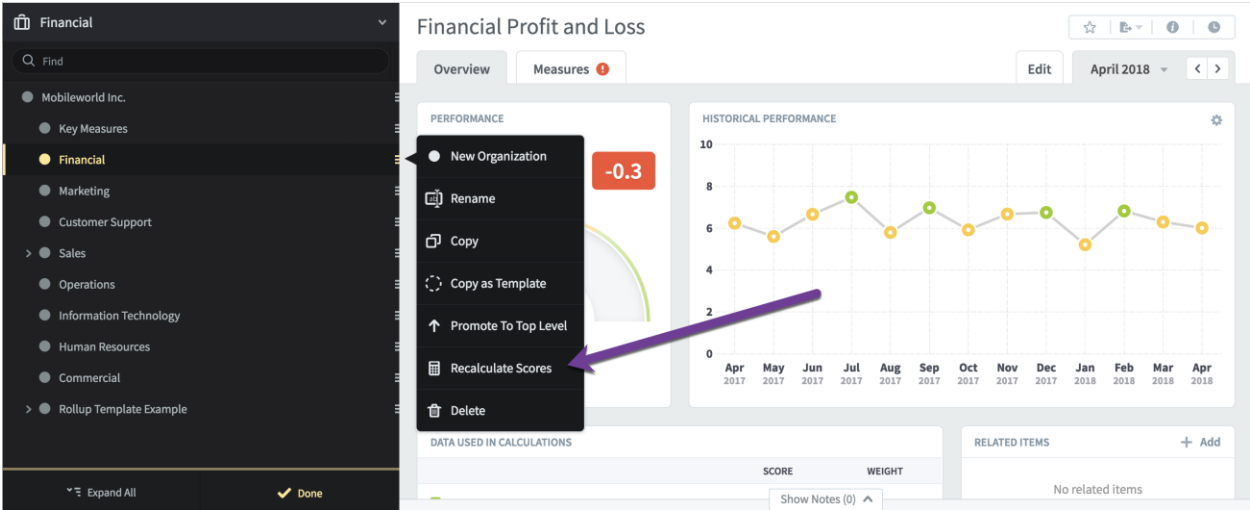 Financial
Find
Mobileworld Inc.
Key Measures
Financial
Marketing
Customer Support
Sales
Operations
Information Technology
Human Resources
Commercial
Rollup Template Example
Expand All
Done
Financial Profit and Loss
Overview
Measures
Edit
April 2018
PERFORMANCE
-0.3
New Organization
Rename
Copy
Copy as Template
Promote To Top Level
Recalculate Scores
Delete
HISTORICAL PERFORMANCE
10
8
6
4
2
0
Apr May Jun Jul Aug Sep Oct Nov Dec Jan Feb Mar Apr
2017 2017 2017 2017 2017 2017 2017 2017 2017 2018 2018 2018 2018
DATA USED IN CALCULATIONS
SCORE WEIGHT
Show Notes (0)
RELATED ITEMS
+ Add
No related items